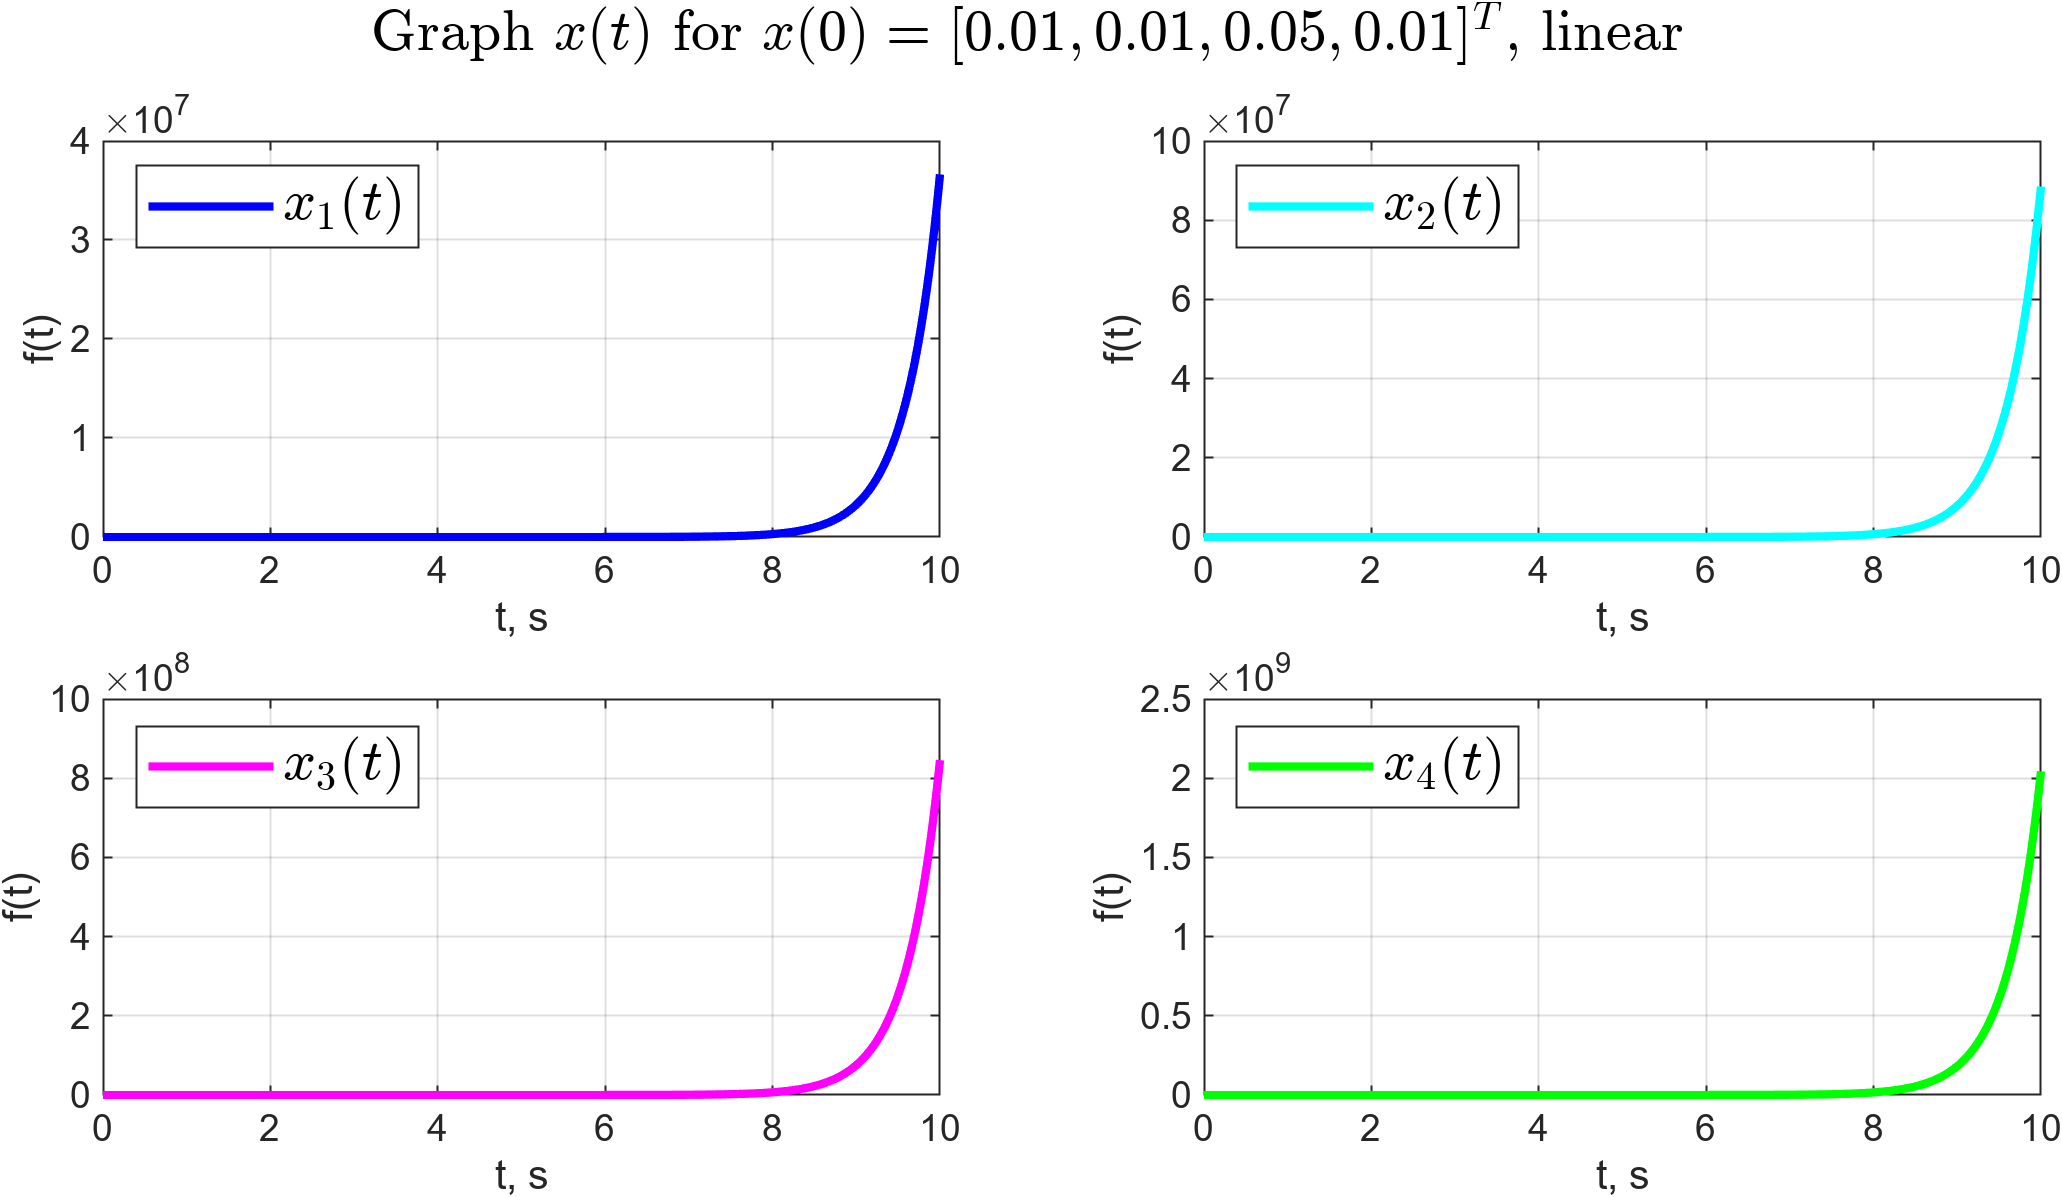 Graph x(t) for x(0) = [0.01, 0.01, 0.05, 0.01]^T, linear
×10^7
4
3
2
1
0
f(t)
x_1(t)
0 2 4 6 8 10
t, s
×10^7
10
8
6
4
2
0
f(t)
x_2(t)
0 2 4 6 8 10
t, s
×10^8
10
8
6
4
2
0
f(t)
x_3(t)
0 2 4 6 8 10
t, s
×10^9
2.5
2
1.5
1
0.5
0
f(t)
x_4(t)
0 2 4 6 8 10
t, s